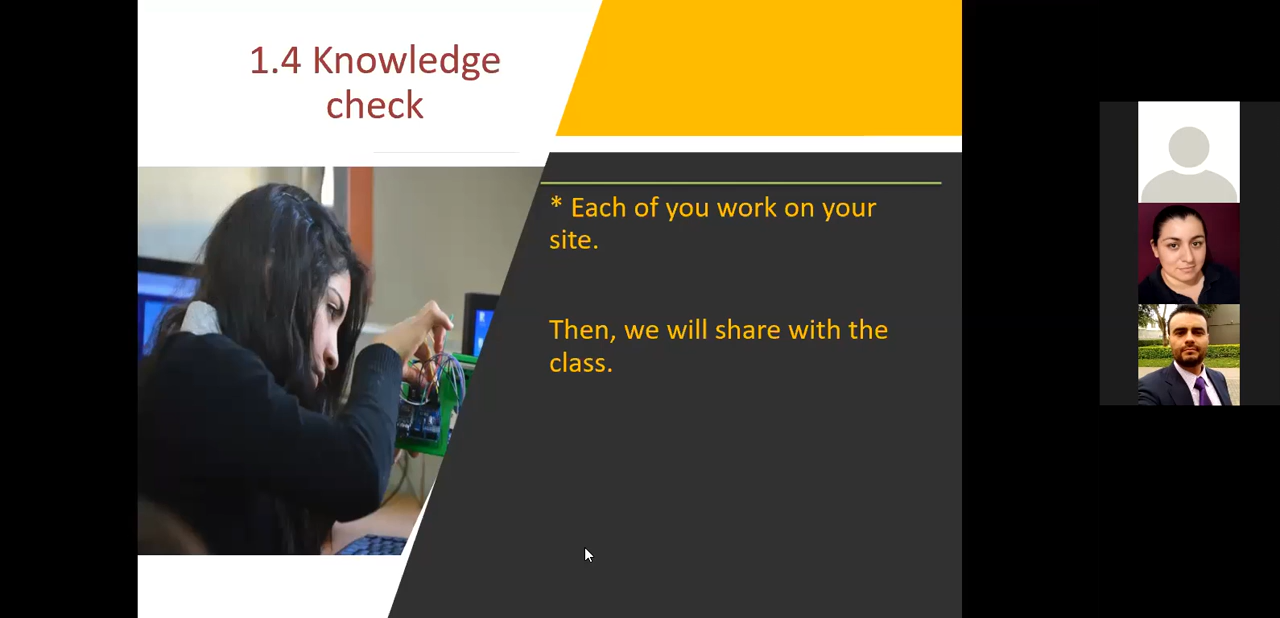 1.4 Knowledge
check
* Each of you work on your
site.
Then, we will share with the
class.